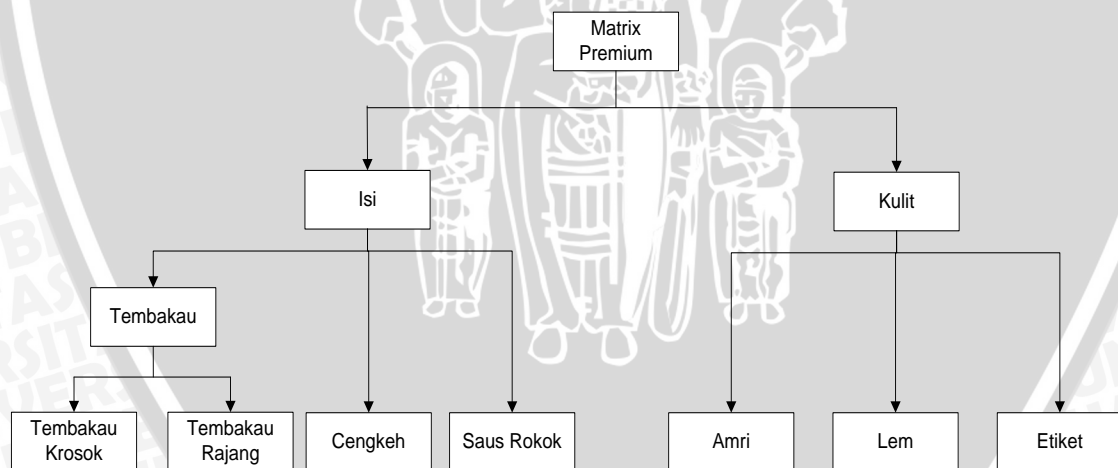 Matrix
Premium
Isi
Kulit
Tembakau
Tembakau
Krosok
Tembakau
Rajang
Cengkeh
Saus Rokok
Amri
Lem
Etiket